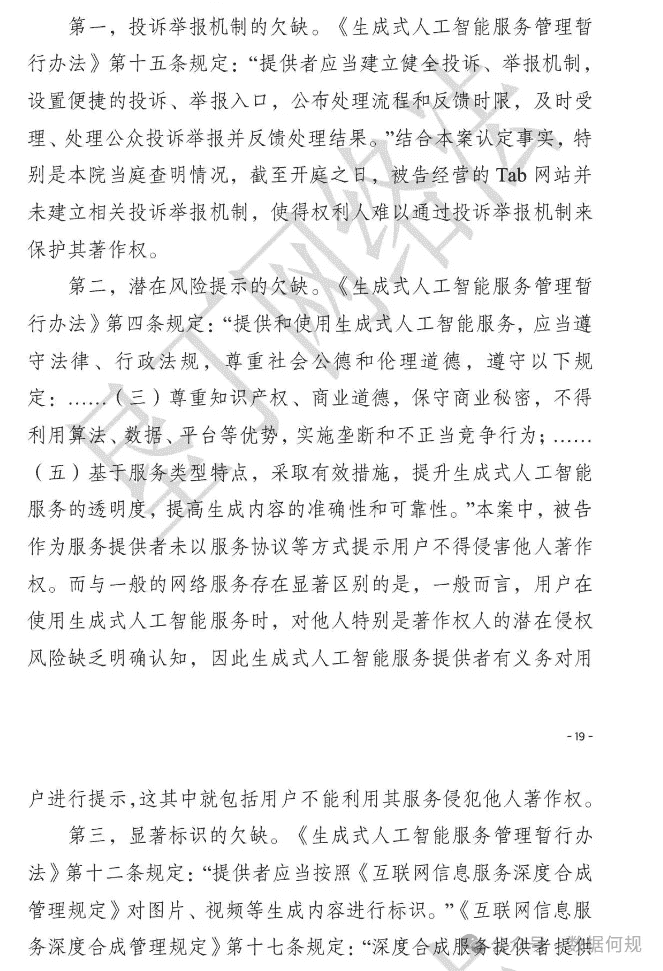 第一，投诉举报机制的欠缺。《生成式人工智能服务管理暂
行办法》第十五条规定：“提供者应当建立健全投诉、举报机制，
设置便捷的投诉、举报入口，公布处理流程和反馈时限，及时受
理、处理公众投诉举报并反馈处理结果。”结合本案认定事实，特
别是本院当庭查明情况，截至开庭之日，被告经营的 Tab 网站并
未建立相关投诉举报机制，使得权利人难以通过投诉举报机制来
保护其著作权。
第二，潜在风险提示的欠缺。《生成式人工智能服务管理暂
行办法》第四条规定：“提供和使用生成式人工智能服务，应当遵
守法律、行政法规，尊重社会公德和伦理道德，遵守以下规
定：……（三）尊重知识产权、商业道德，保守商业秘密，不得
利用算法、数据、平台等优势，实施垄断和不正当竞争行为；……
（五）基于服务类型特点，采取有效措施，提升生成式人工智能
服务的透明度，提高生成内容的准确性和可靠性。”本案中，被告
作为服务提供者未以服务协议等方式提示用户不得侵害他人著作
权。而与一般的网络服务存在显著区别的是，一般而言，用户在
使用生成式人工智能服务时，对他人特别是著作权人的潜在侵权
风险缺乏明确认知，因此生成式人工智能服务提供者有义务对用
- 19 -
户进行提示，这其中就包括用户不能利用其服务侵犯他人著作权。
第三，显著标识的欠缺。《生成式人工智能服务管理暂行办
法》第十二条规定：“提供者应当按照《互联网信息服务深度合成
管理规定》对图片、视频等生成内容进行标识。”《互联网信息服
务深度合成管理规定》第十七条规定：“深度合成服务提供者提供
垦丁网络法
公众号 · 数据何规